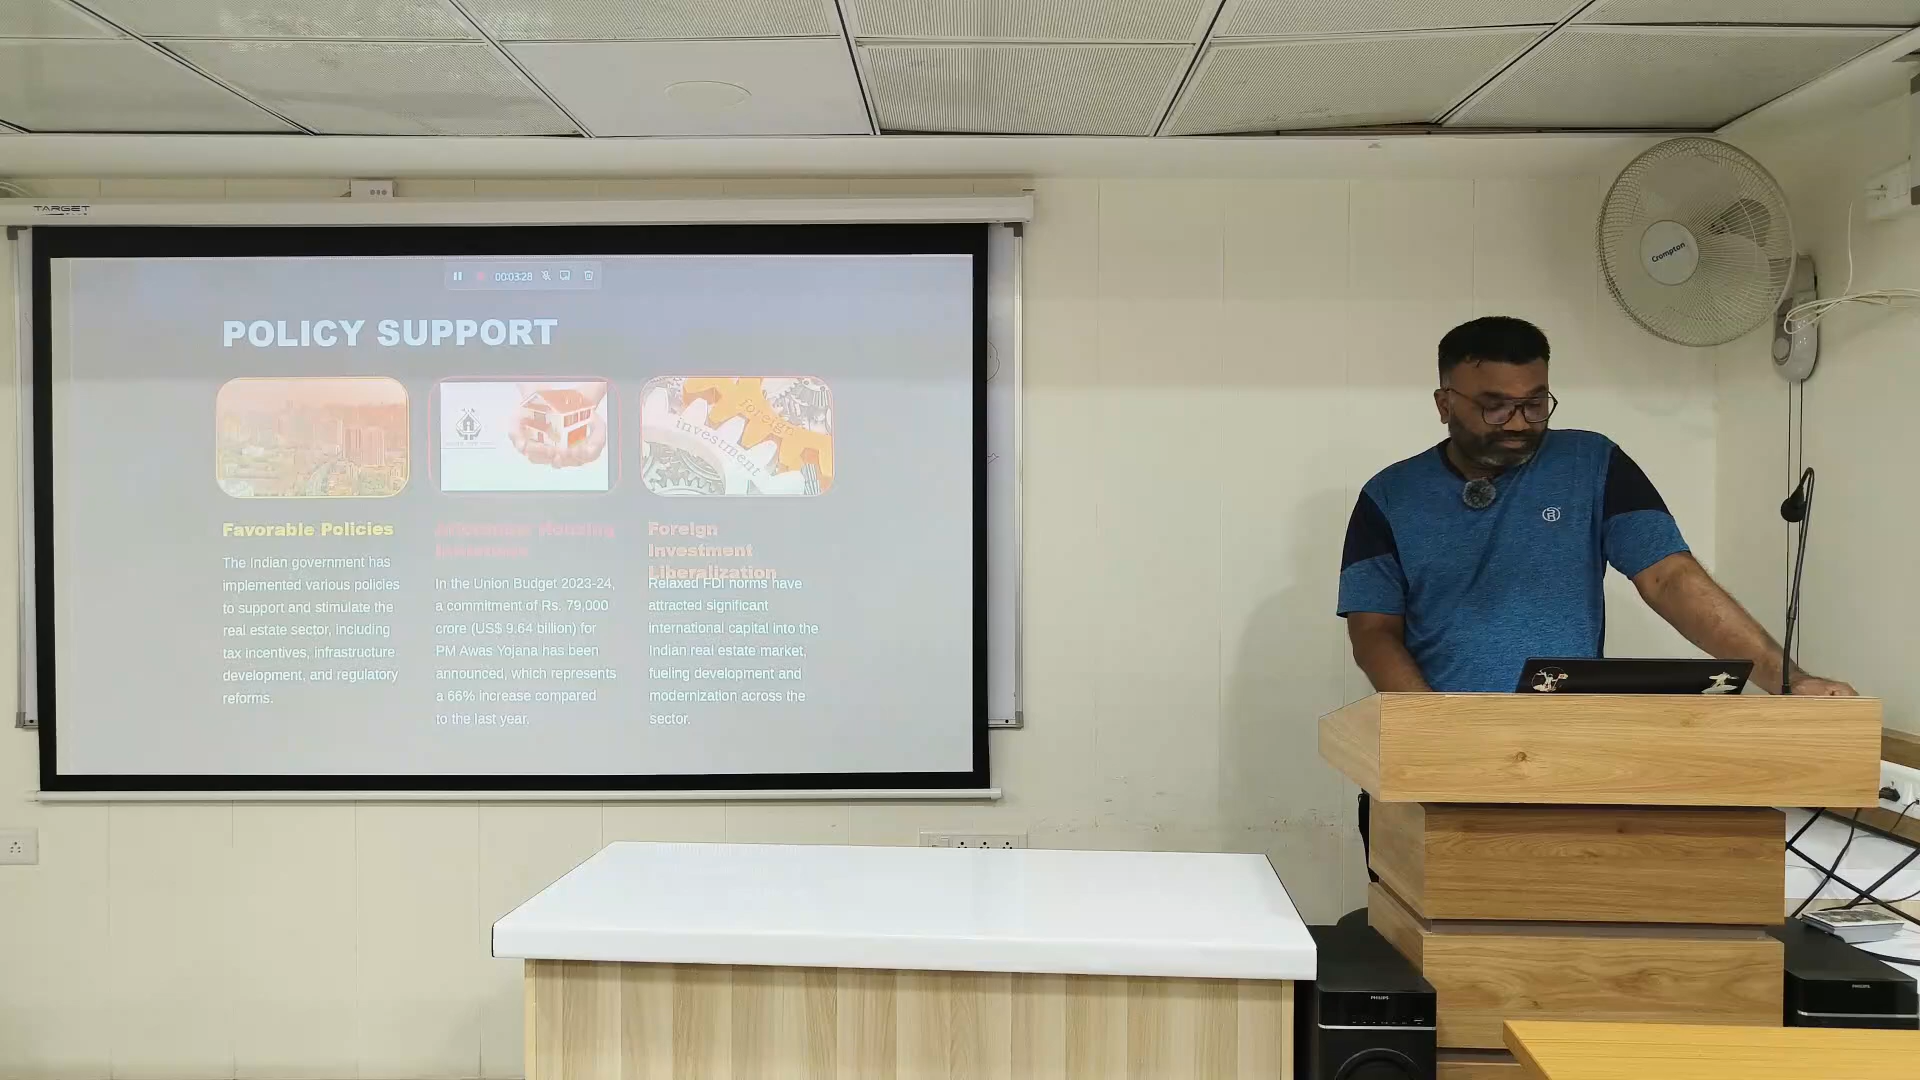 TARGET
00:03:28
POLICY SUPPORT
foreign
investment
Favorable Policies
The Indian government has
implemented various policies
to support and stimulate the
real estate sector, including
tax incentives, infrastructure
development, and regulatory
reforms.
Affordable Housing
Initiatives
In the Union Budget 2023-24,
a commitment of Rs. 79,000
crore (US$ 9.64 billion) for
PM Awas Yojana has been
announced, which represents
a 66% increase compared
to the last year.
Foreign
Investment
Liberalization
Relaxed FDI norms have
attracted significant
international capital into the
Indian real estate market,
fueling development and
modernization across the
sector.
Crompton
PHILIPS
PHILIPS